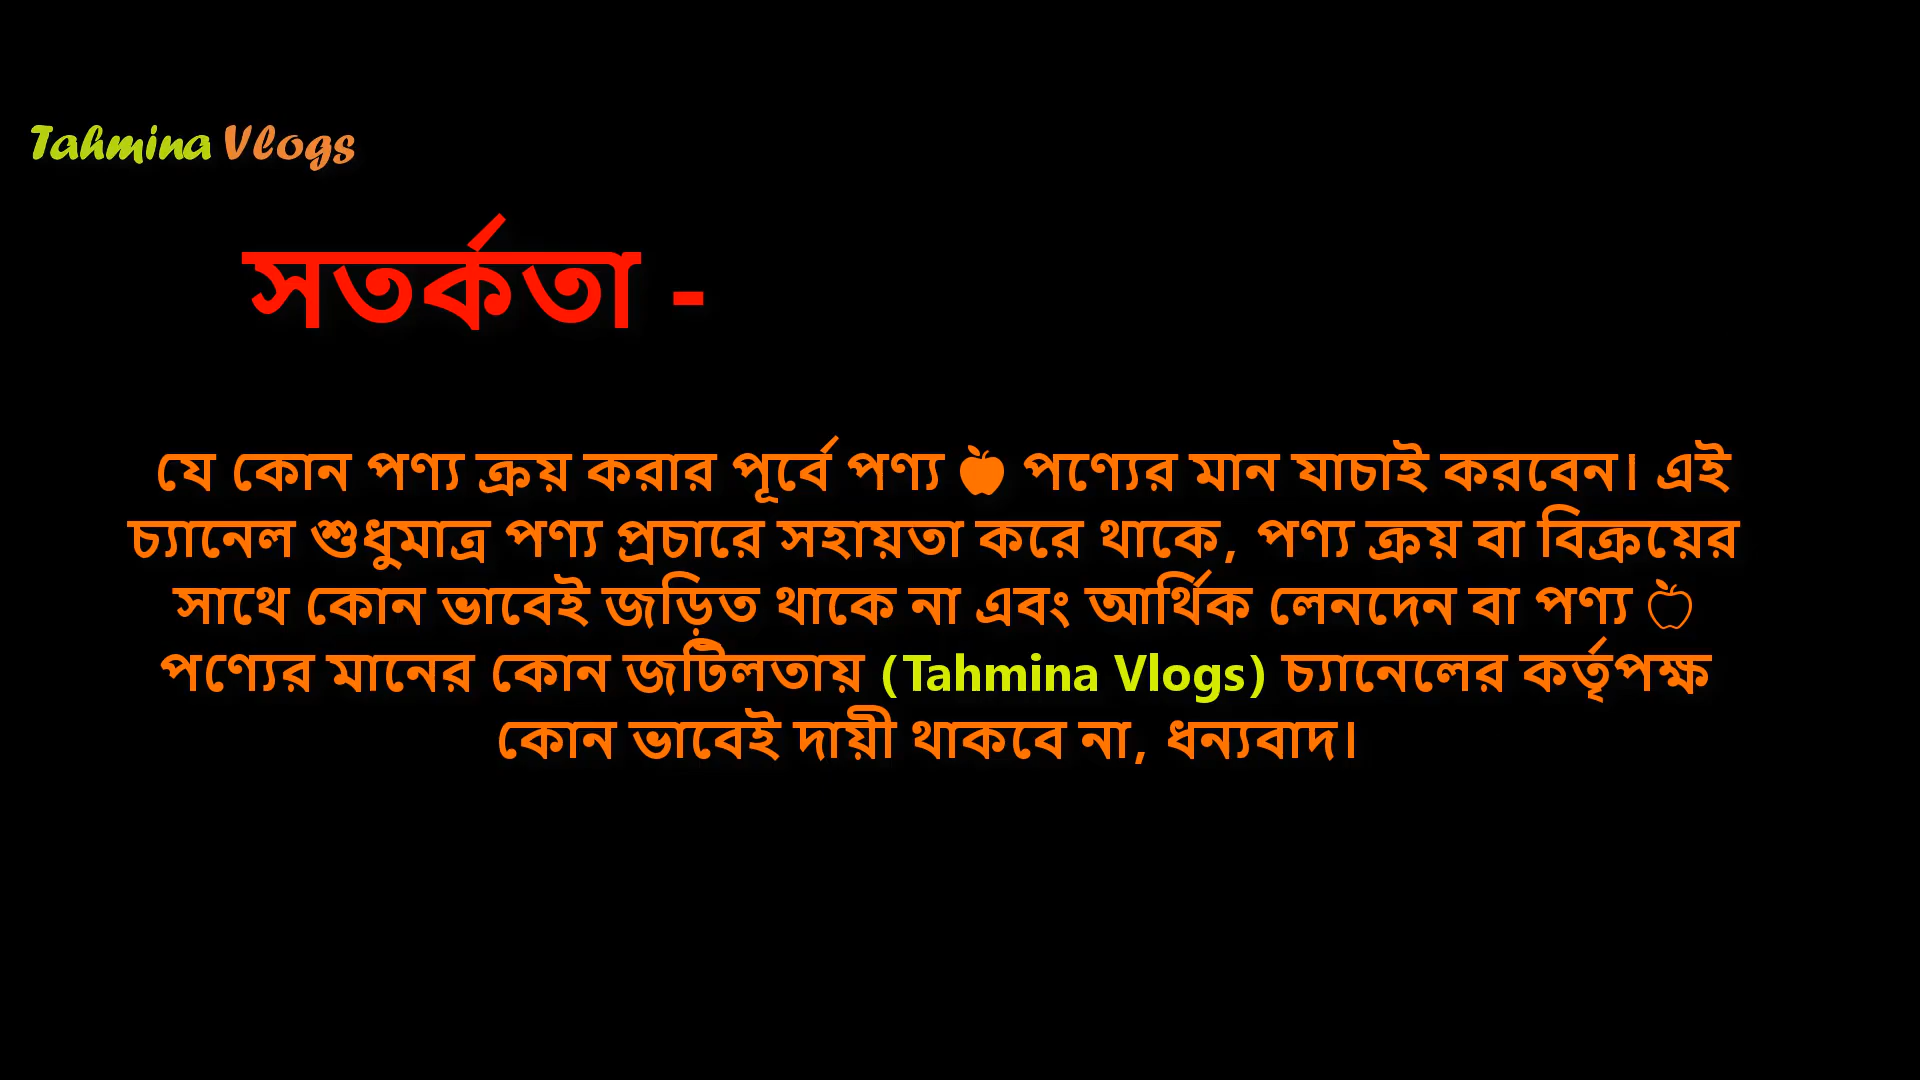 Tahmina Vlogs
সতর্কতা -
যে কোন পণ্য ক্রয় করার পূর্বে পণ্য 🍎 পণ্যের মান যাচাই করবেন। এই
চ্যানেল শুধুমাত্র পণ্য প্রচারে সহায়তা করে থাকে, পণ্য ক্রয় বা বিক্রয়ের
সাথে কোন ভাবেই জড়িত থাকে না এবং আর্থিক লেনদেন বা পণ্য 🍎
পণ্যের মানের কোন জটিলতায় (Tahmina Vlogs) চ্যানেলের কর্তৃপক্ষ
কোন ভাবেই দায়ী থাকবে না, ধন্যবাদ।